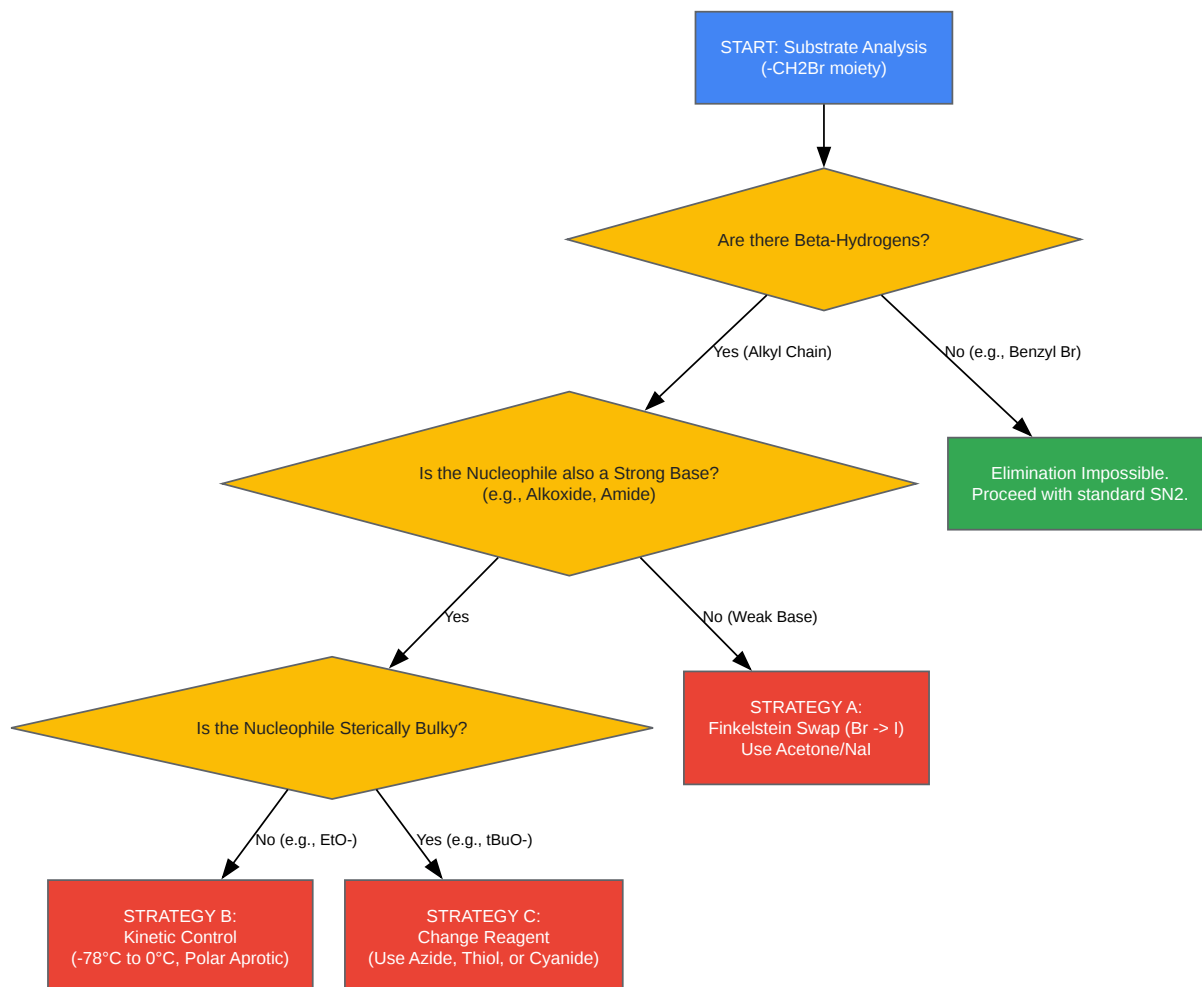 START: Substrate Analysis
(-CH2Br moiety)
Are there Beta-Hydrogens?
Yes (Alkyl Chain)
No (e.g., Benzyl Br)
Is the Nucleophile also a Strong Base?
(e.g., Alkoxide, Amide)
Elimination Impossible.
Proceed with standard SN2.
Yes
No (Weak Base)
Is the Nucleophile Sterically Bulky?
STRATEGY A:
Finkelstein Swap (Br -> I)
Use Acetone/NaI
No (e.g., EtO-)
Yes (e.g., tBuO-)
STRATEGY B:
Kinetic Control
(-78°C to 0°C, Polar Aprotic)
STRATEGY C:
Change Reagent
(Use Azide, Thiol, or Cyanide)